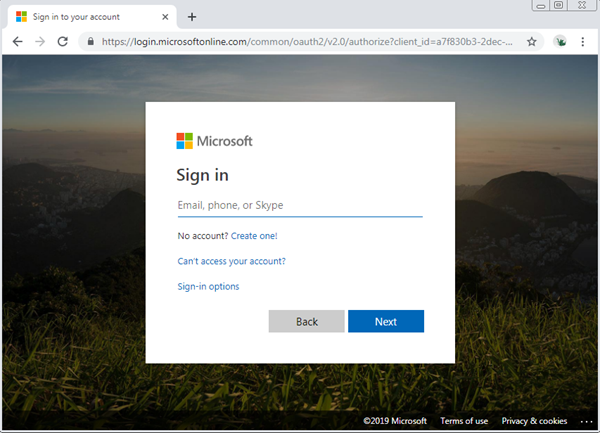 Sign in to your account
https://login.microsoftonline.com/common/oauth2/v2.0/authorize?client_id=a7f830b3-2dec-...
Microsoft
Sign in
Email, phone, or Skype
No account? Create one!
Can't access your account?
Sign-in options
Back Next
©2019 Microsoft Terms of use Privacy & cookies ...